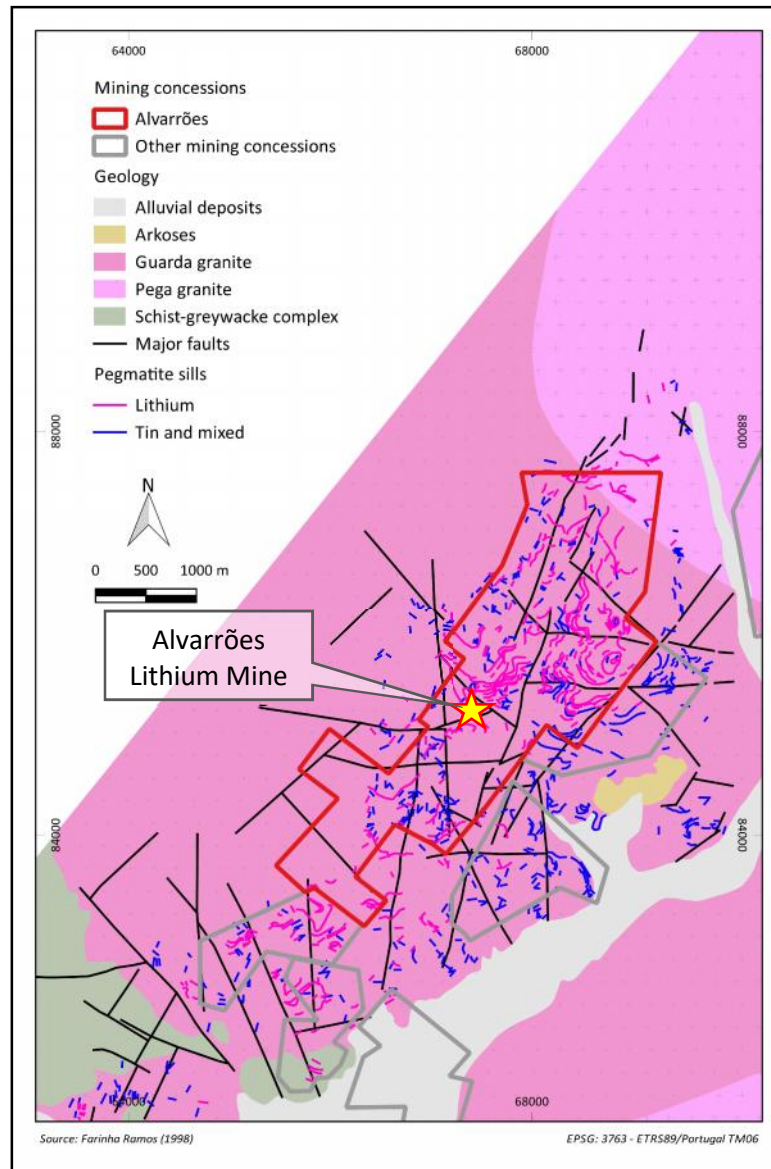 64000
68000
Mining concessions
Alvarrões
Other mining concessions
Geology
Alluvial deposits
Arkoses
Guarda granite
Pega granite
Schist-greywacke complex
Major faults
Pegmatite sills
Lithium
Tin and mixed
88000
88000
N
0 500 1000 m
Alvarrões
Lithium Mine
84000
84000
64000
68000
Source: Farinha Ramos (1998)
EPSG: 3763 - ETRS89/Portugal TM06